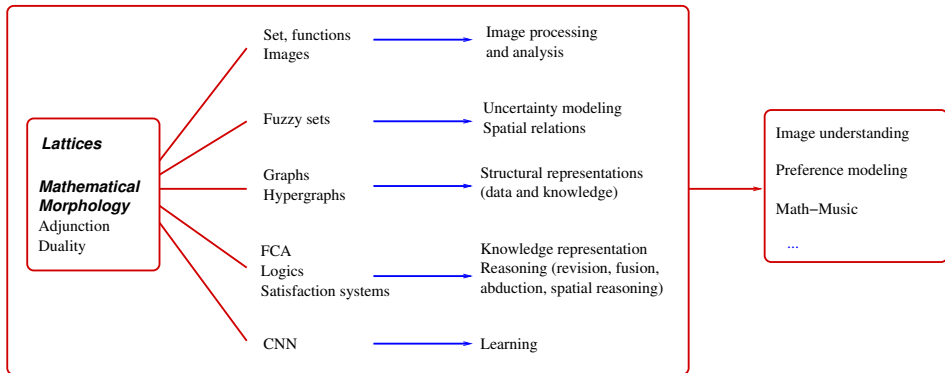 Lattices
Mathematical
Morphology
Adjunction
Duality
Set, functions
Images
Image processing
and analysis
Fuzzy sets
Uncertainty modeling
Spatial relations
Graphs
Hypergraphs
Structural representations
(data and knowledge)
FCA
Logics
Satisfaction systems
Knowledge representation
Reasoning (revision, fusion,
abduction, spatial reasoning)
CNN
Learning
Image understanding
Preference modeling
Math−Music
...